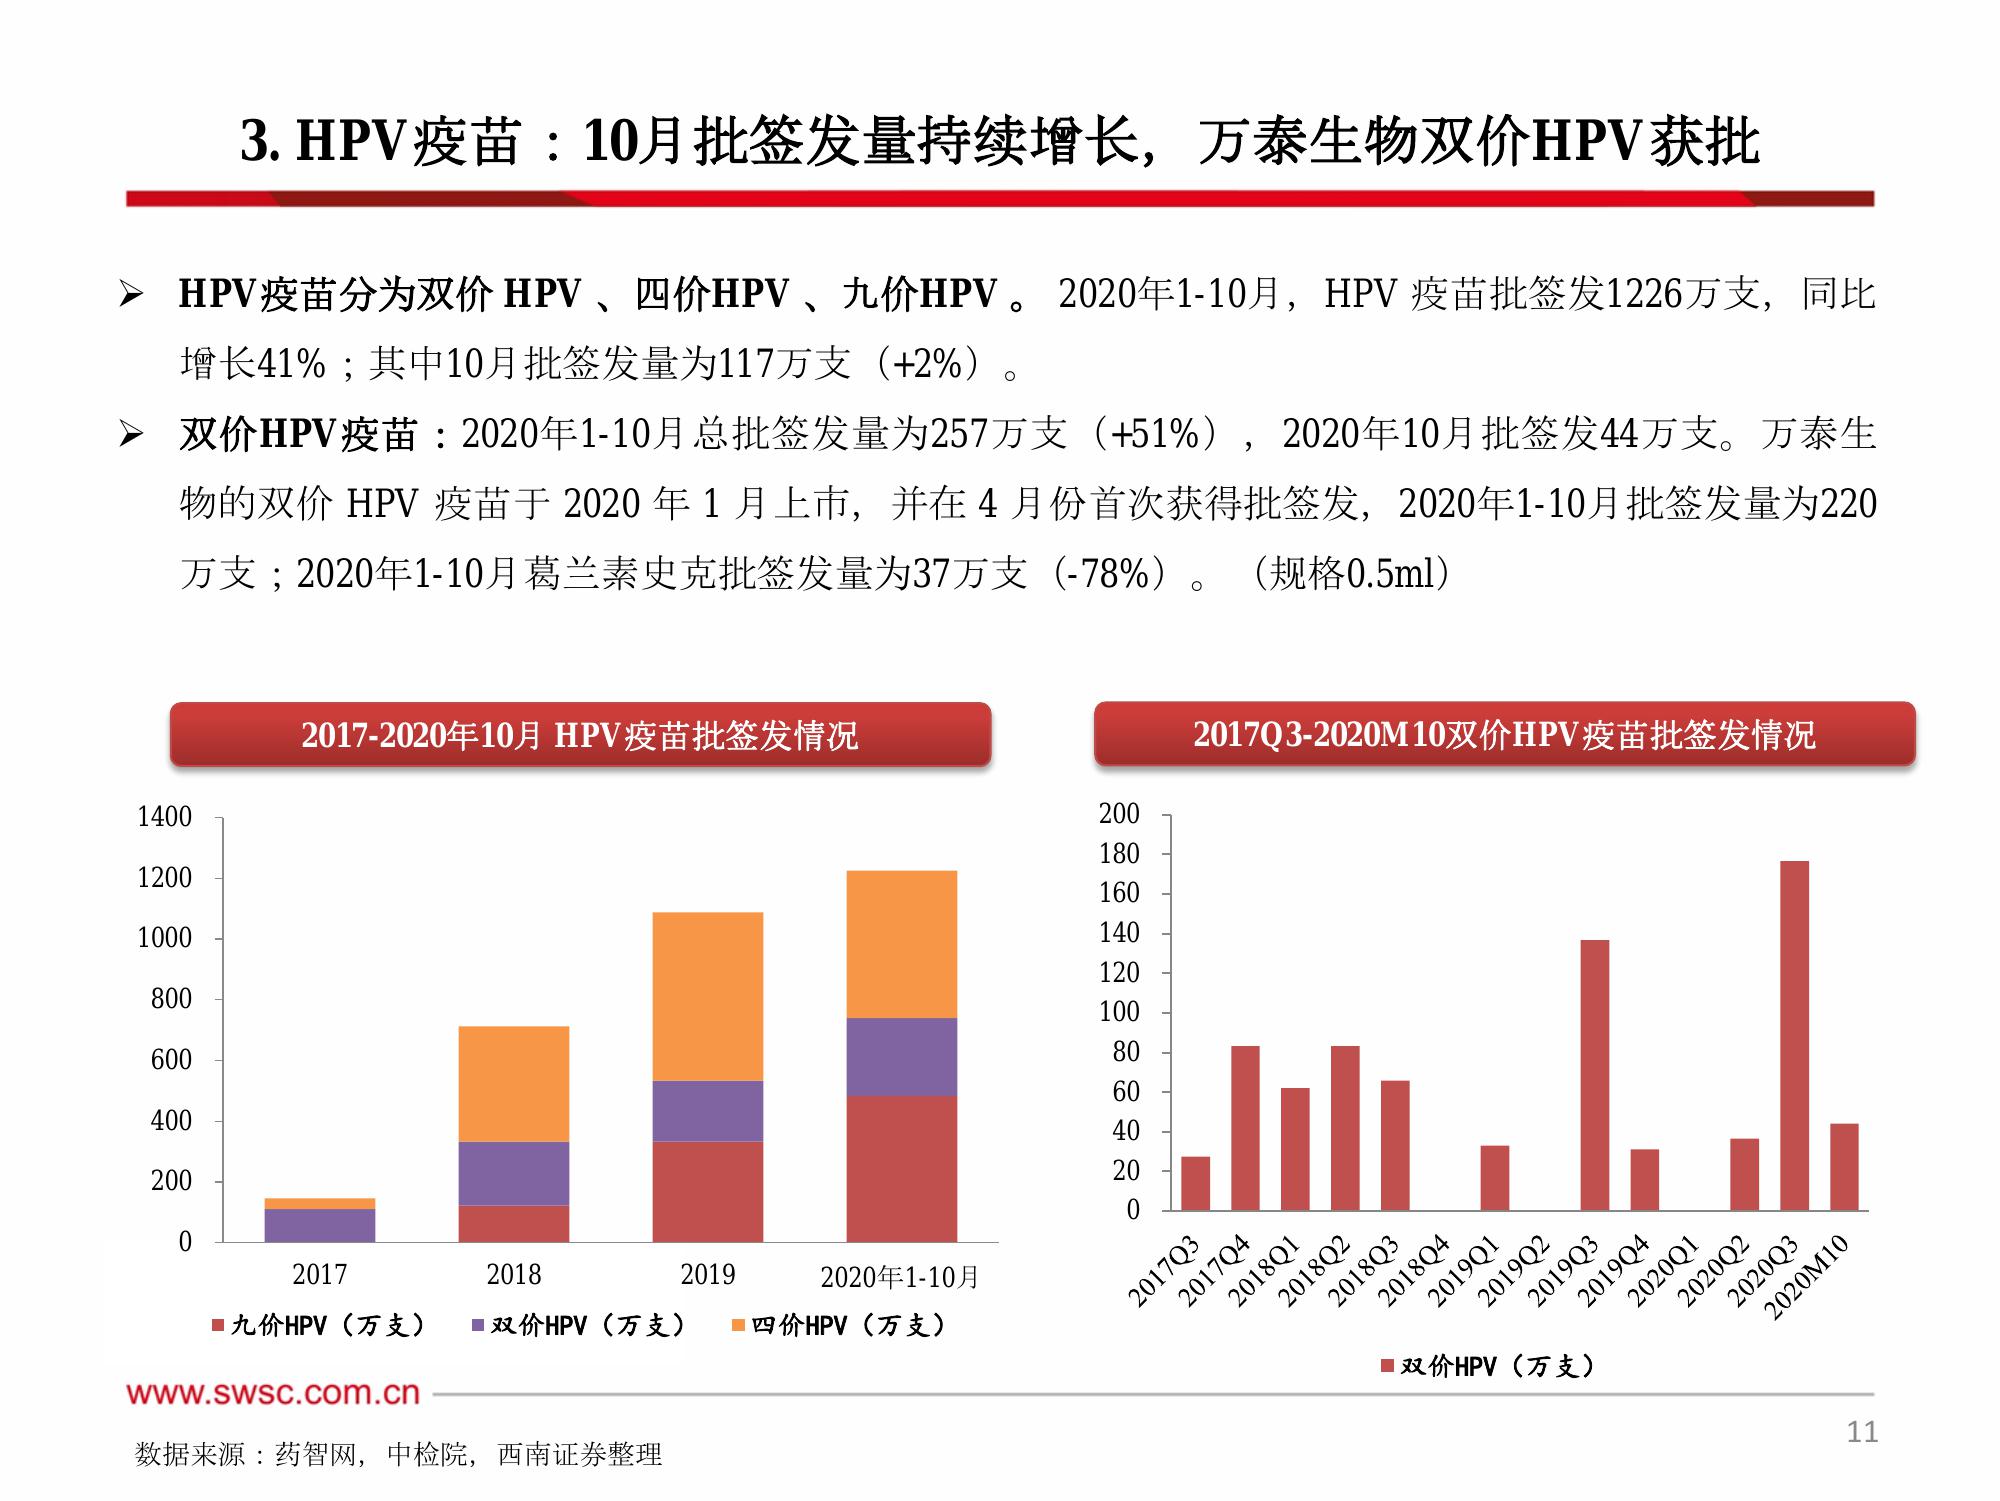 3. HPV疫苗：10月批签发量持续增长，万泰生物双价HPV获批
➢ HPV疫苗分为双价 HPV 、四价HPV 、九价HPV 。 2020年1-10月，HPV 疫苗批签发1226万支，同比
增长41%；其中10月批签发量为117万支（+2%）。
➢ 双价HPV疫苗：2020年1-10月总批签发量为257万支（+51%），2020年10月批签发44万支。万泰生
物的双价 HPV 疫苗于 2020 年 1 月上市，并在 4 月份首次获得批签发，2020年1-10月批签发量为220
万支；2020年1-10月葛兰素史克批签发量为37万支（-78%）。（规格0.5ml）
2017-2020年10月 HPV疫苗批签发情况
1400
1200
1000
800
600
400
200
0
2017 2018 2019 2020年1-10月
九价HPV（万支） 双价HPV（万支） 四价HPV（万支）
2017Q3-2020M10双价HPV疫苗批签发情况
200
180
160
140
120
100
80
60
40
20
0
2017Q3 2017Q4 2018Q1 2018Q2 2018Q3 2018Q4 2019Q1 2019Q2 2019Q3 2019Q4 2020Q1 2020Q2 2020Q3 2020M10
双价HPV（万支）
www.swsc.com.cn
11
数据来源：药智网，中检院，西南证券整理